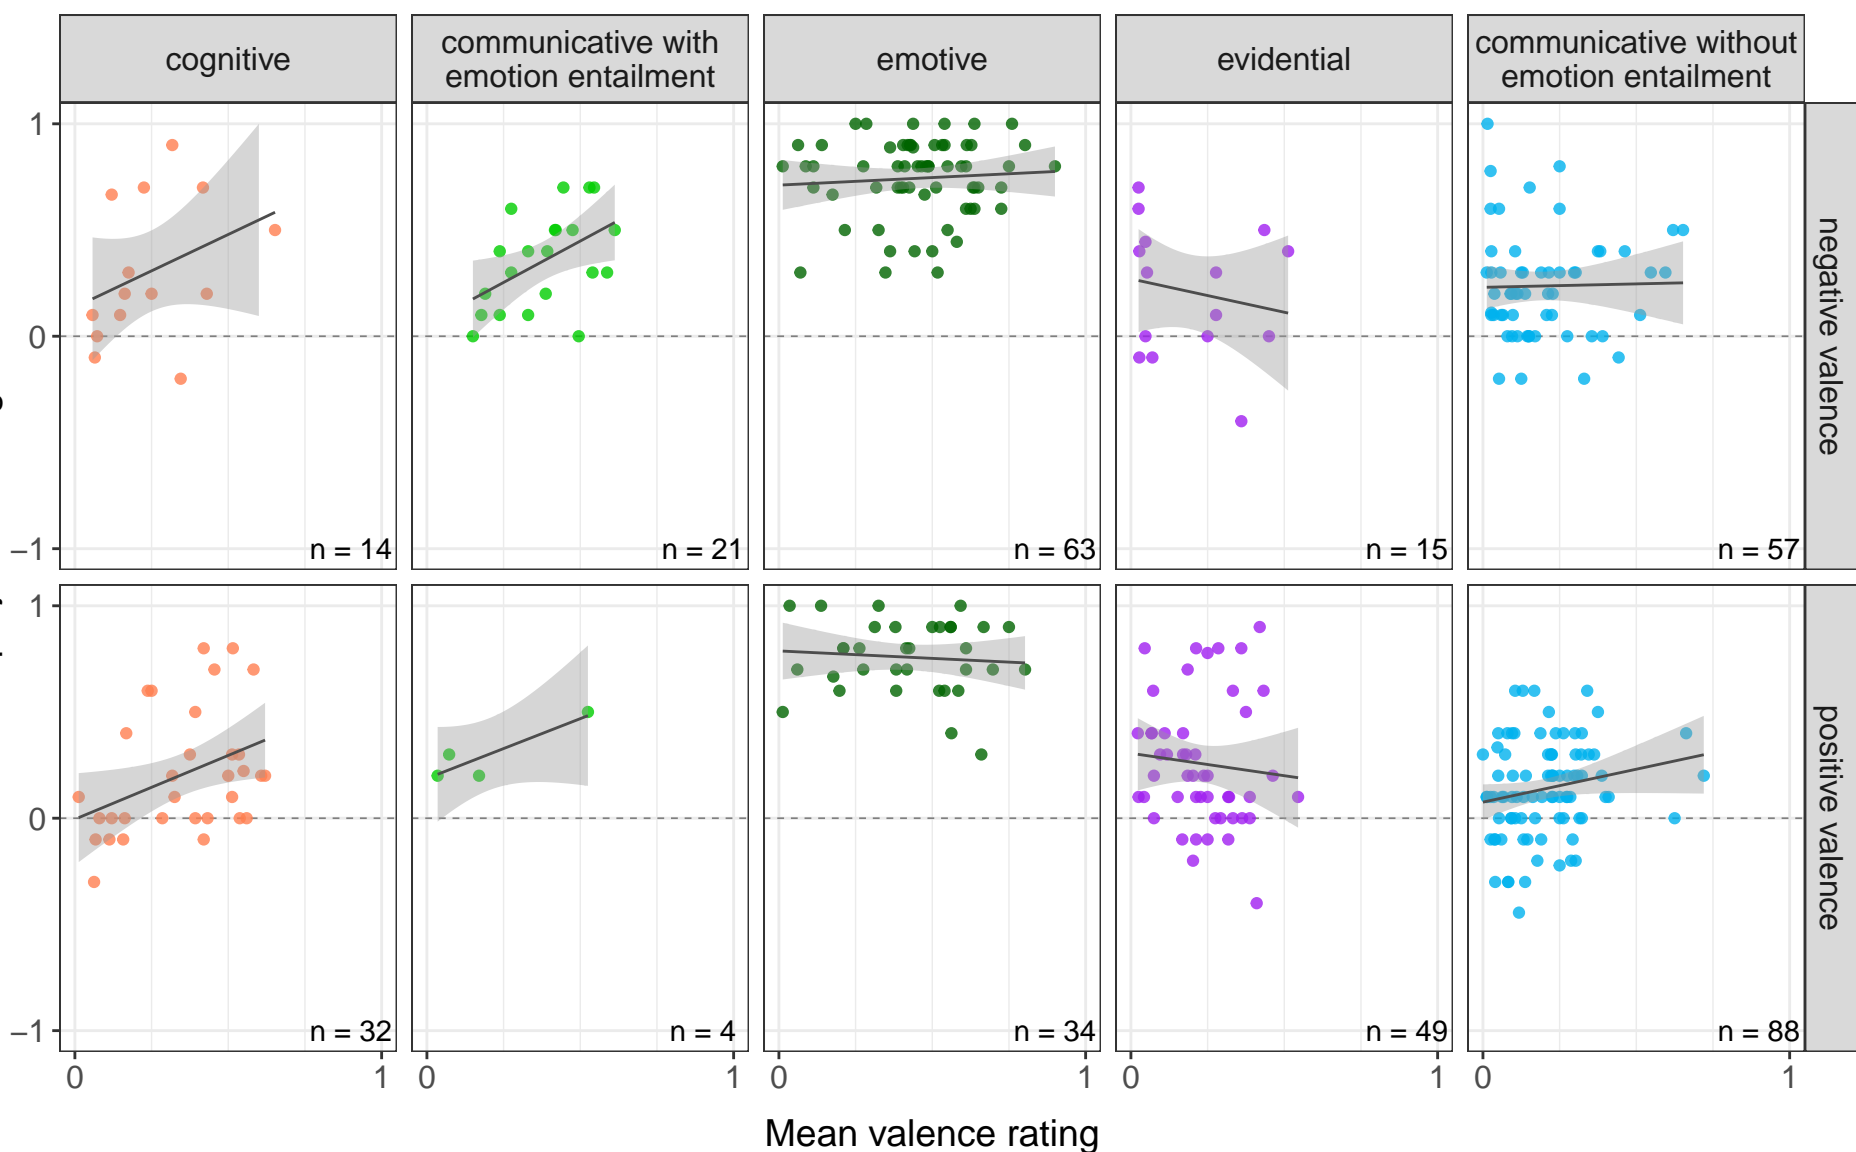 cognitive
communicative with
emotion entailment
emotive
evidential
communicative without
emotion entailment
1
0
−1
n = 14
n = 21
n = 63
n = 15
n = 57
negative valence
1
0
−1
n = 32
n = 4
n = 34
n = 49
n = 88
positive valence
0 1 0 1 0 1 0 1 0 1
Mean valence rating